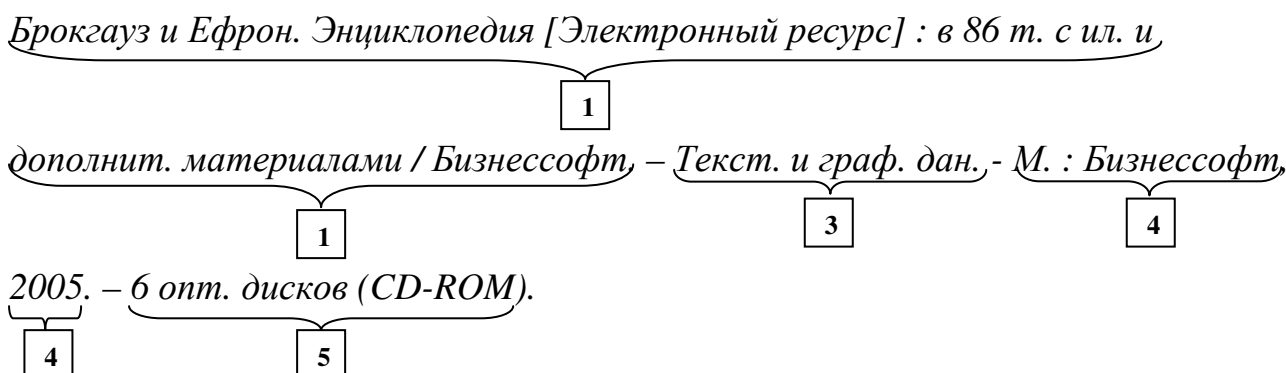 Брокгауз и Ефрон. Энциклопедия [Электронный ресурс] : в 86 т. с ил. и
1
дополнит. материалами / Бизнессофт. – Текст. и граф. дан. - М. : Бизнессофт,
1 3 4
2005. – 6 опт. дисков (CD-ROM).
4 5